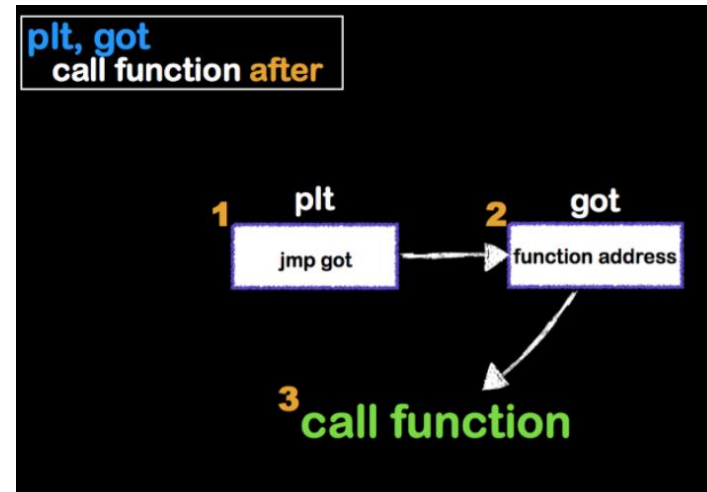 plt, got
call function after
1
plt
jmp got
2
got
function address
3
call function